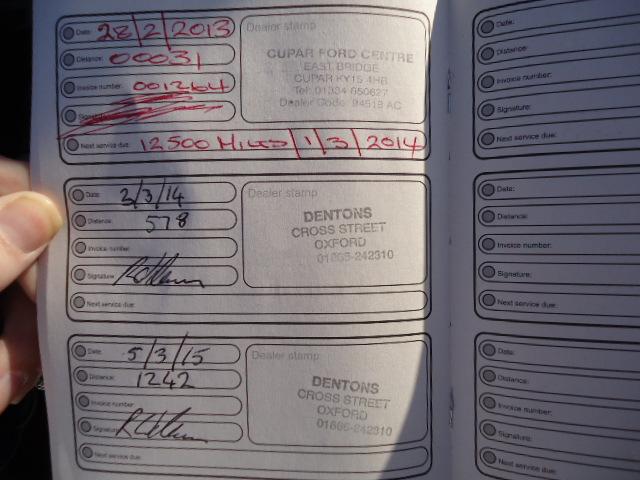 Date: 28/2/2013
Distance: 00031
Invoice number: 001264
Signature:
Next service due: 12500 Miles 1/3/2014
Dealer stamp
CUPAR FORD CENTRE
EAST BRIDGE
CUPAR KY15 4HB
Tel: 01334 650627
Dealer Code: 94519 AC
Date: 2/3/14
Distance: 578
Invoice number:
Signature:
Next service due:
Dealer stamp
DENTONS
CROSS STREET
OXFORD
01865-242310
Date: 5/3/15
Distance: 1242
Invoice number:
Signature:
Next service due:
Dealer stamp
DENTONS
CROSS STREET
OXFORD
01865-242310
Date:
Distance:
Invoice number:
Signature:
Next service due:
Date:
Distance:
Invoice number:
Signature:
Next service due:
Date:
Distance:
Invoice number:
Signature:
Next service due: